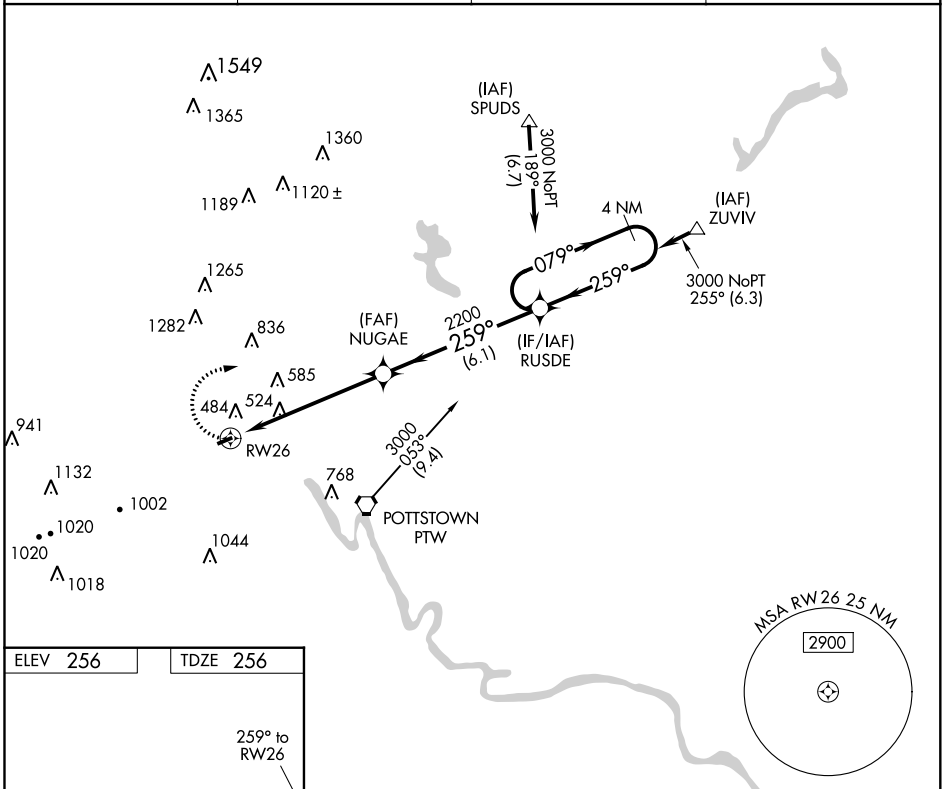 1549
1365
1360
1189
1120 ±
1265
1282
836
585
484
524
941
1132
1002
1020
1020
1018
1044
768
(IAF)
SPUDS
3000 NoPT
189°
(6.7)
4 NM
(IAF)
ZUVIV
079°
259°
3000 NoPT
255° (6.3)
(FAF)
NUGAE
2200
259°
(6.1)
(IF/IAF)
RUSDE
RW26
3000
053°
(9.4)
POTTSTOWN
PTW
MSA RW26 25 NM
2900
ELEV 256
TDZE 256
259° to
RW26